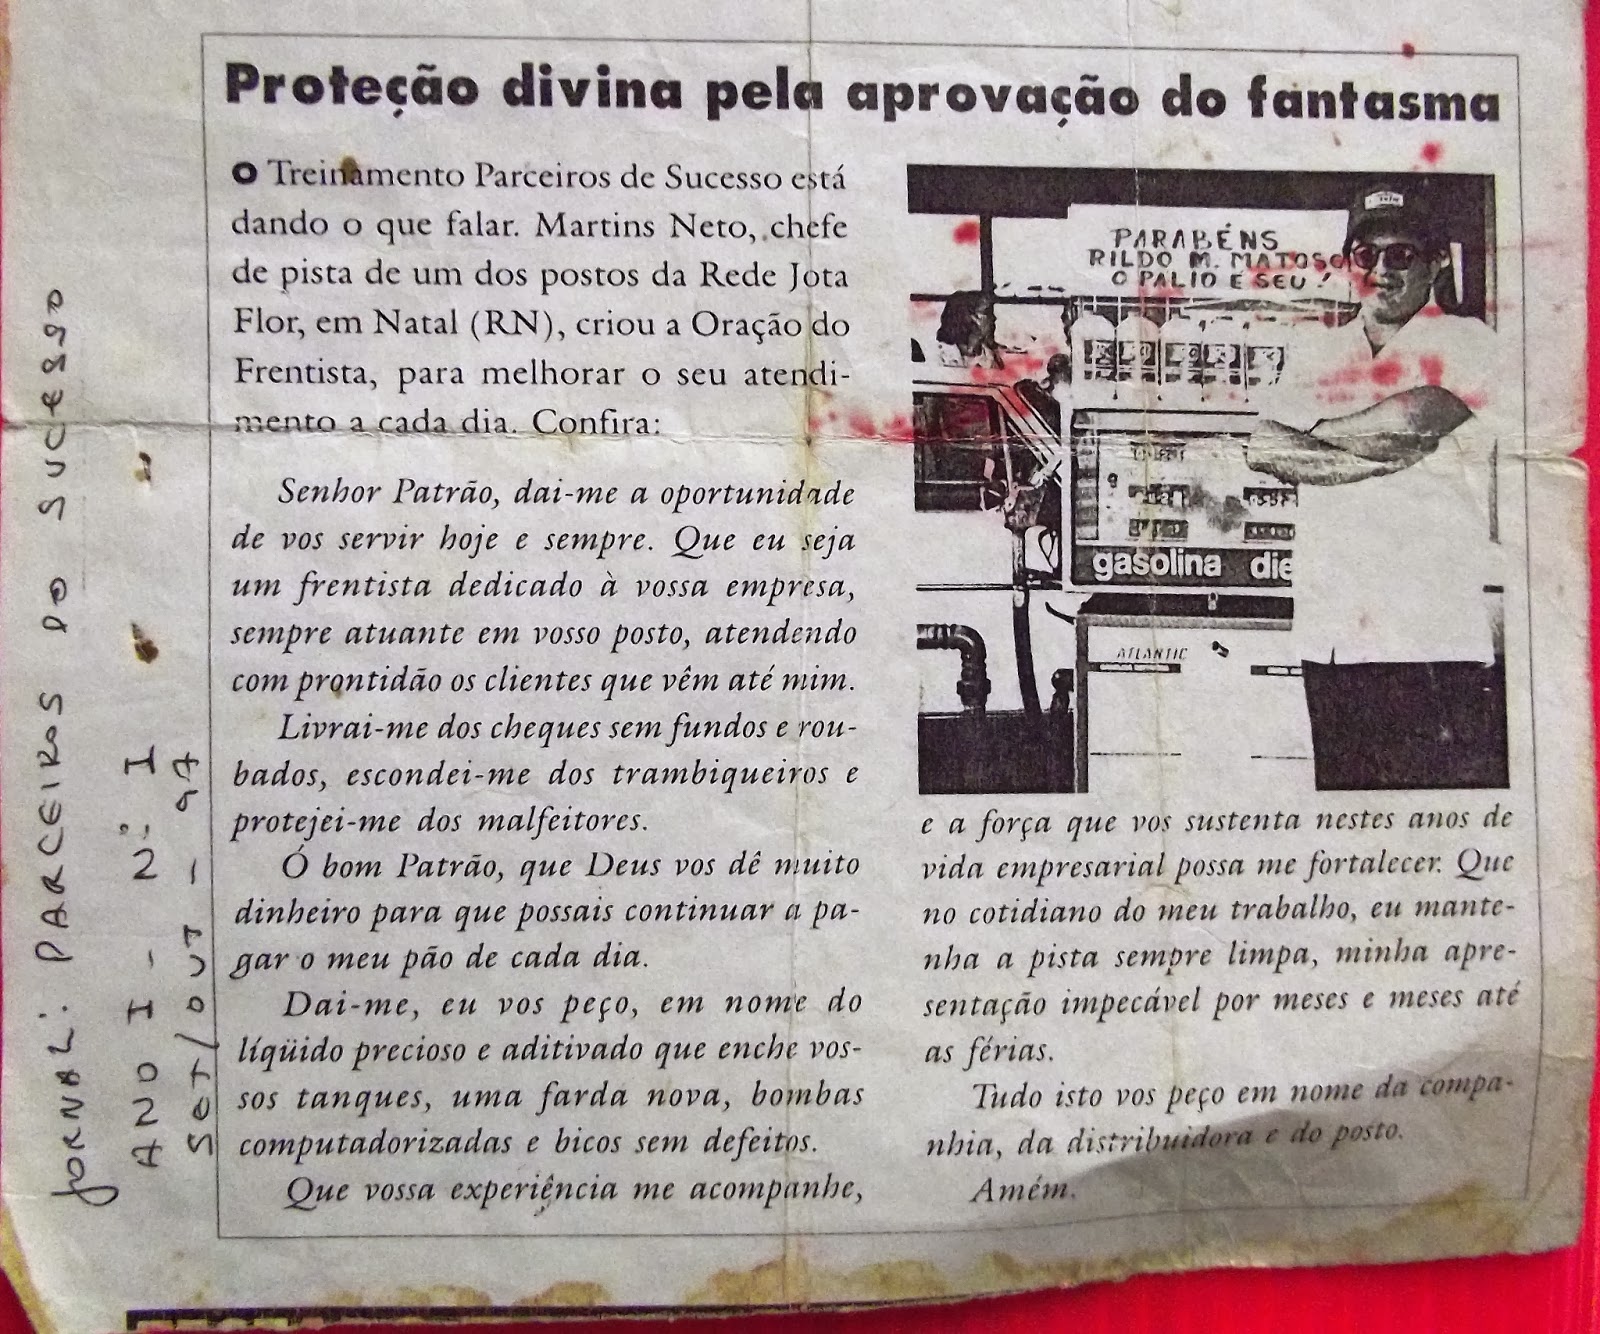 Proteção divina pela aprovação do fantasma
O Treinamento Parceiros de Sucesso está
dando o que falar. Martins Neto, chefe
de pista de um dos postos da Rede Jota
Flor, em Natal (RN), criou a Oração do
Frentista, para melhorar o seu atendi-
mento a cada dia. Confira:
Senhor Patrão, dai-me a oportunidade
de vos servir hoje e sempre. Que eu seja
um frentista dedicado à vossa empresa,
sempre atuante em vosso posto, atendendo
com prontidão os clientes que vêm até mim.
Livrai-me dos cheques sem fundos e rou-
bados, escondei-me dos trambiqueiros e
protejei-me dos malfeitores.
Ó bom Patrão, que Deus vos dê muito
dinheiro para que possais continuar a pa-
gar o meu pão de cada dia.
Dai-me, eu vos peço, em nome do
líqüido precioso e aditivado que enche vos-
sos tanques, uma farda nova, bombas
computadorizadas e bicos sem defeitos.
Que vossa experiência me acompanhe,
PARABÉNS
RILDO M. MATOSO
O PALIO E SEU!
gasolina die
ATLANTIC
e a força que vos sustenta nestes anos de
vida empresarial possa me fortalecer. Que
no cotidiano do meu trabalho, eu mante-
nha a pista sempre limpa, minha apre-
sentação impecável por meses e meses até
as férias.
Tudo isto vos peço em nome da compa-
nhia, da distribuidora e do posto.
Amém.
JORNAL: PARCEIROS DO SUCESSO
ANO I - N: I
SET/OUT - 97